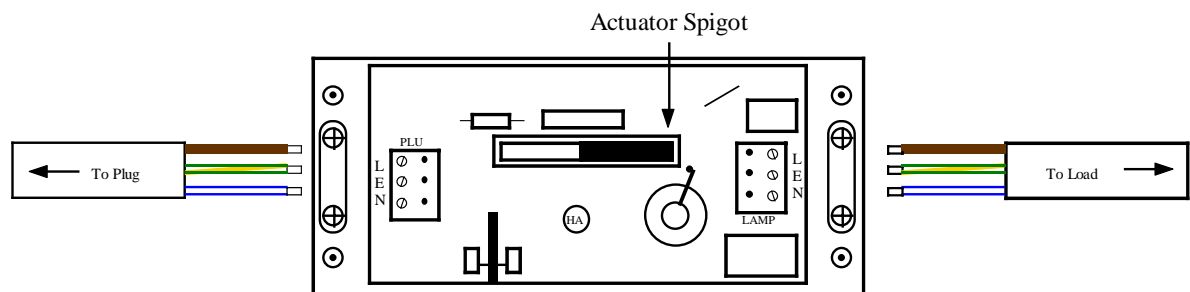 Actuator Spigot
To Plug
PLU
L
E
N
HA
LAMP
L
E
N
To Load